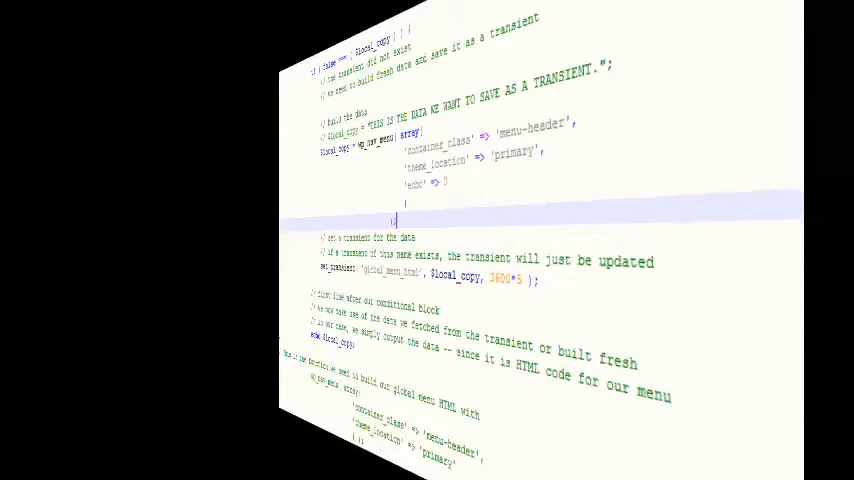 if ( false === ( $local_copy ) ) {
// the transient did not exist
// we need to build fresh data and save it as a transient
// build the data
// $local_copy = "THIS IS THE DATA WE WANT TO SAVE AS A TRANSIENT.";
$local_copy = wp_nav_menu( array(
'container_class' => 'menu-header',
'theme_location' => 'primary',
'echo' => 0
)
);
// set a transient for the data
// if a transient of this name exists, the transient will just be updated
set_transient( 'global_menu_html', $local_copy, 3600*5 );
// first line after our conditional block
// we now make use of the data we fetched from the transient or built fresh
// in our case, we simply output the data -- since it is HTML code for our menu
echo $local_copy;
This is the function we need to build our global menu HTML with
wp_nav_menu( array(
'container_class' => 'menu-header',
'theme_location' => 'primary'
) );